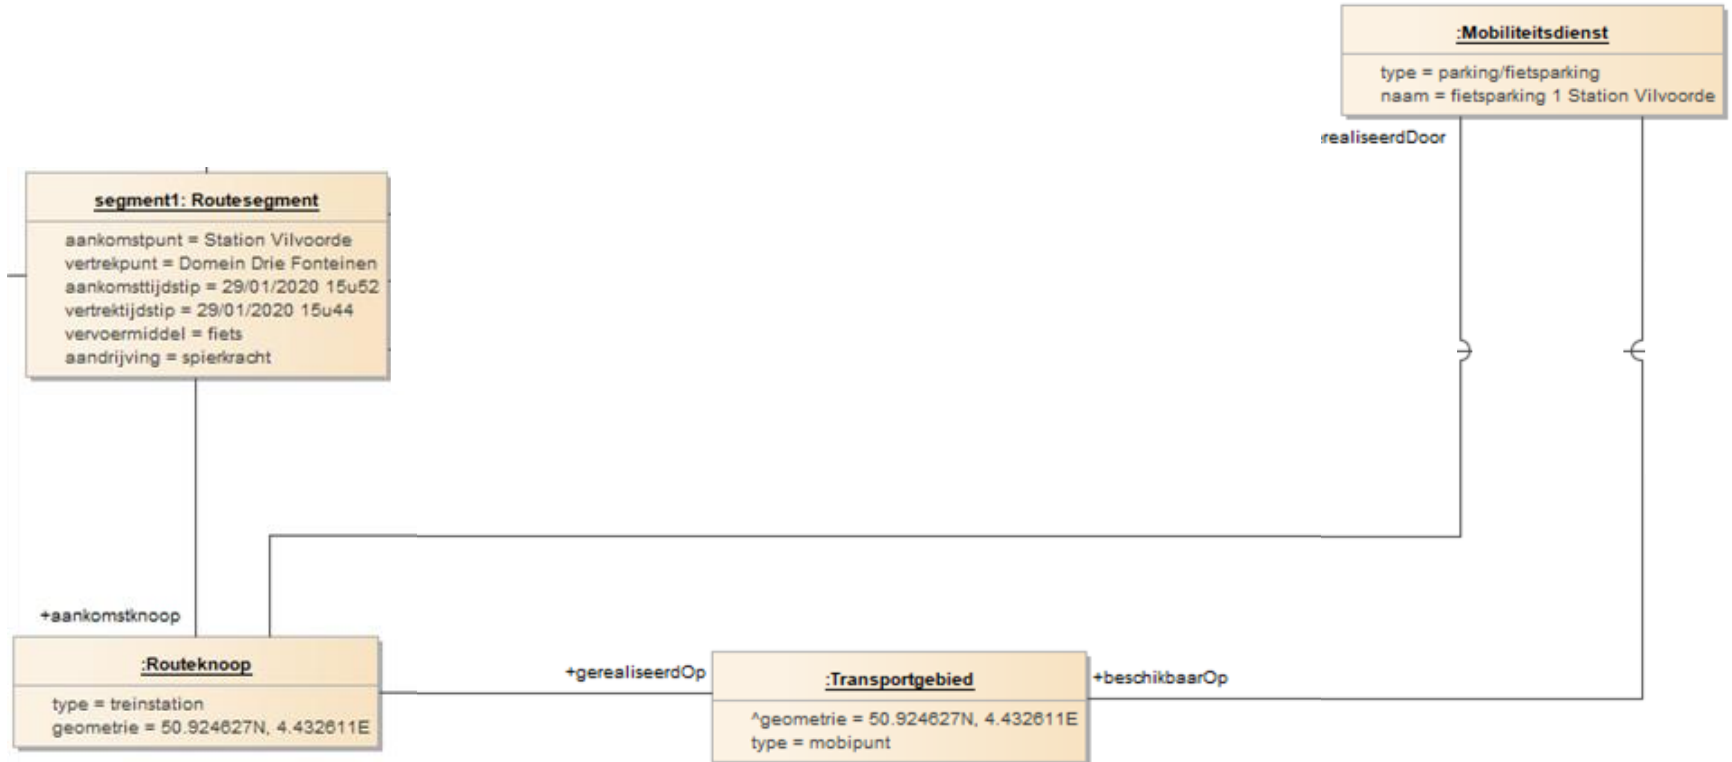 :Mobiliteitsdienst
type = parking/fietsparking
naam = fietsparking 1 Station Vilvoorde
realiseerdDoor
segment1: Routesegment
aankomstpunt = Station Vilvoorde
vertrekpunt = Domein Drie Fonteinen
aankomsttijdstip = 29/01/2020 15u52
vertrektijdstip = 29/01/2020 15u44
vervoermiddel = fiets
aandrijving = spierkracht
+aankomstknoop
:Routeknoop
type = treinstation
geometrie = 50.924627N, 4.432611E
+gerealiseerdOp
:Transportgebied
^geometrie = 50.924627N, 4.432611E
type = mobipunt
+beschikbaarOp